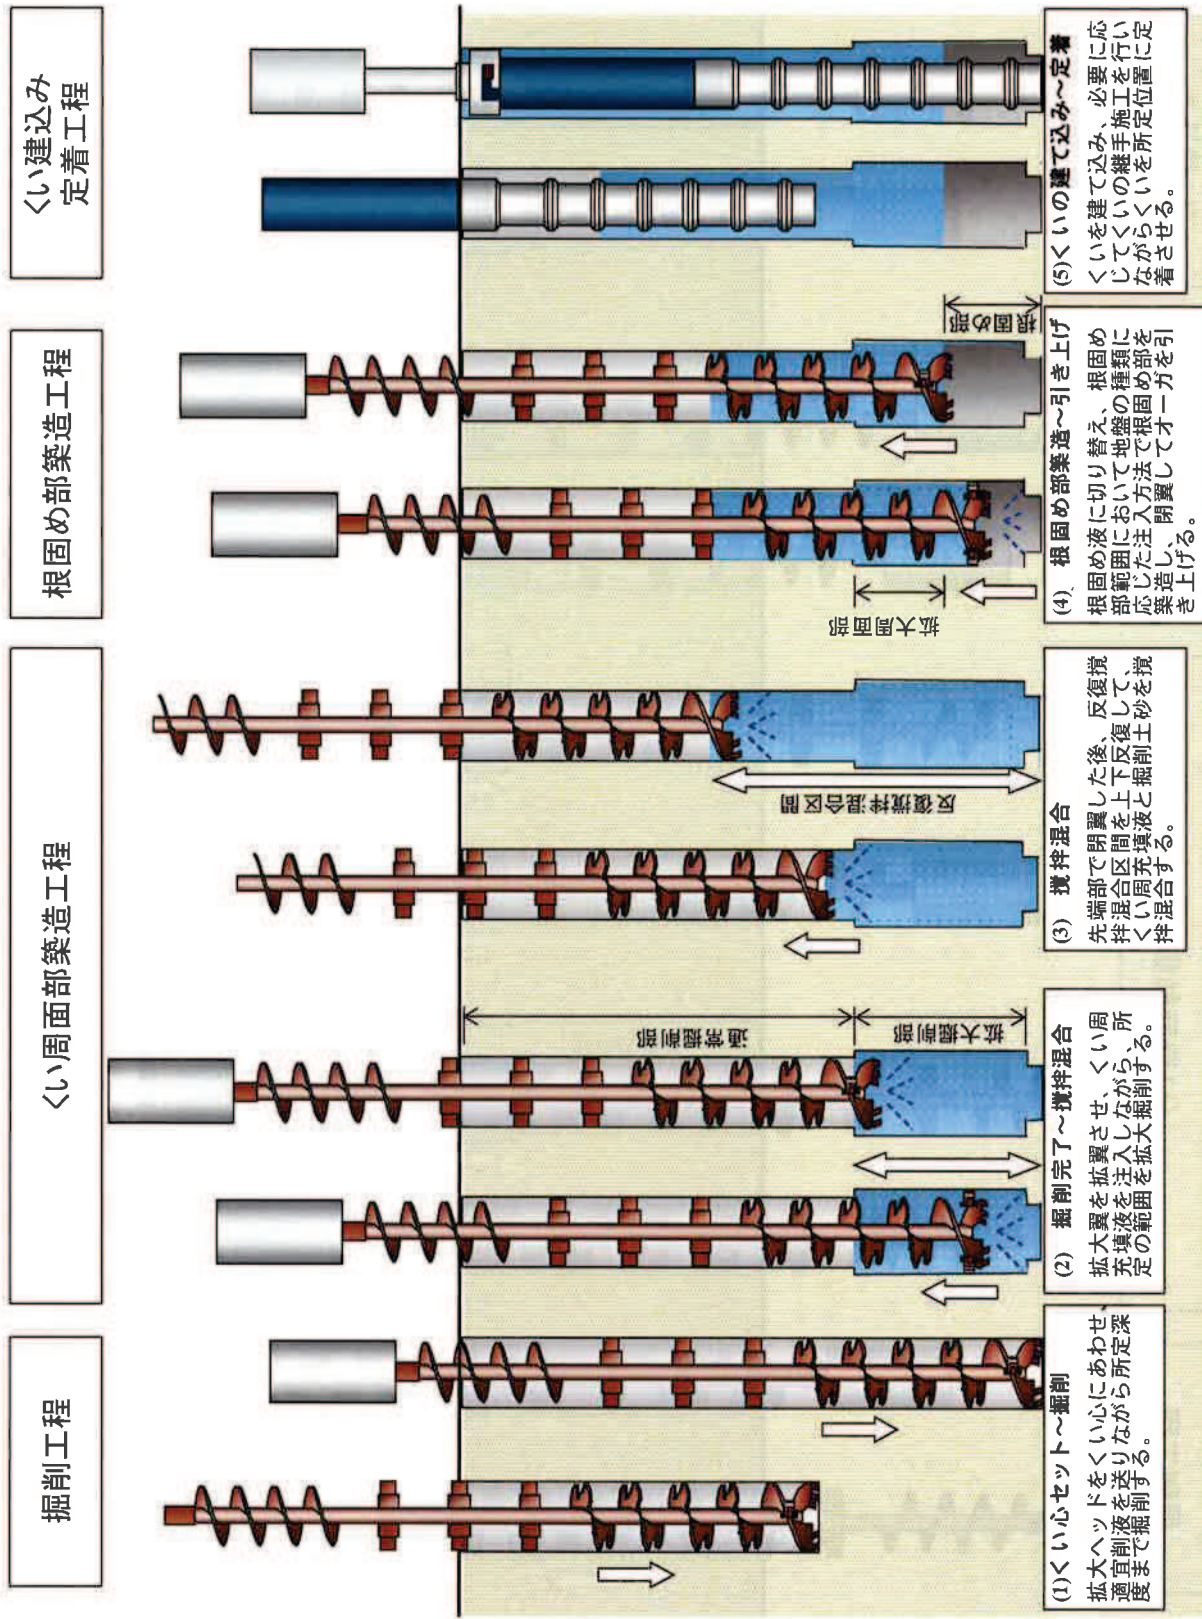 掘削工程
くい周面部築造工程
根固め部築造工程
くい建込み
定着工程
通常掘削部
拡大掘削部
反復撹拌混合区間
拡大周面部
根固め部
(1)くい心セット～掘削
拡大ヘッドをくい心にあわせ、
適宜削液を送りながら所定深
度まで掘削する。
(2) 掘削完了～撹拌混合
拡大翼を拡翼させ、くい周
充填液を注入しながら、所
定の範囲を拡大掘削する。
(3) 撹拌混合
先端部で閉翼した後、反復撹
拌混合区間を上下反復して、
くい周充填液と掘削土砂を撹
拌混合する。
(4) 根固め部築造～引き上げ
根固め液に切り替え、根固め
部範囲において地盤の種類に
応じた注入方法で根固め部を
築造し、閉翼してオーガを引
き上げる。
(5)くいの建て込み～定着
くいを建て込み、必要に応
じてくいの継手施工を行い
ながらくいを所定位置に定
着させる。